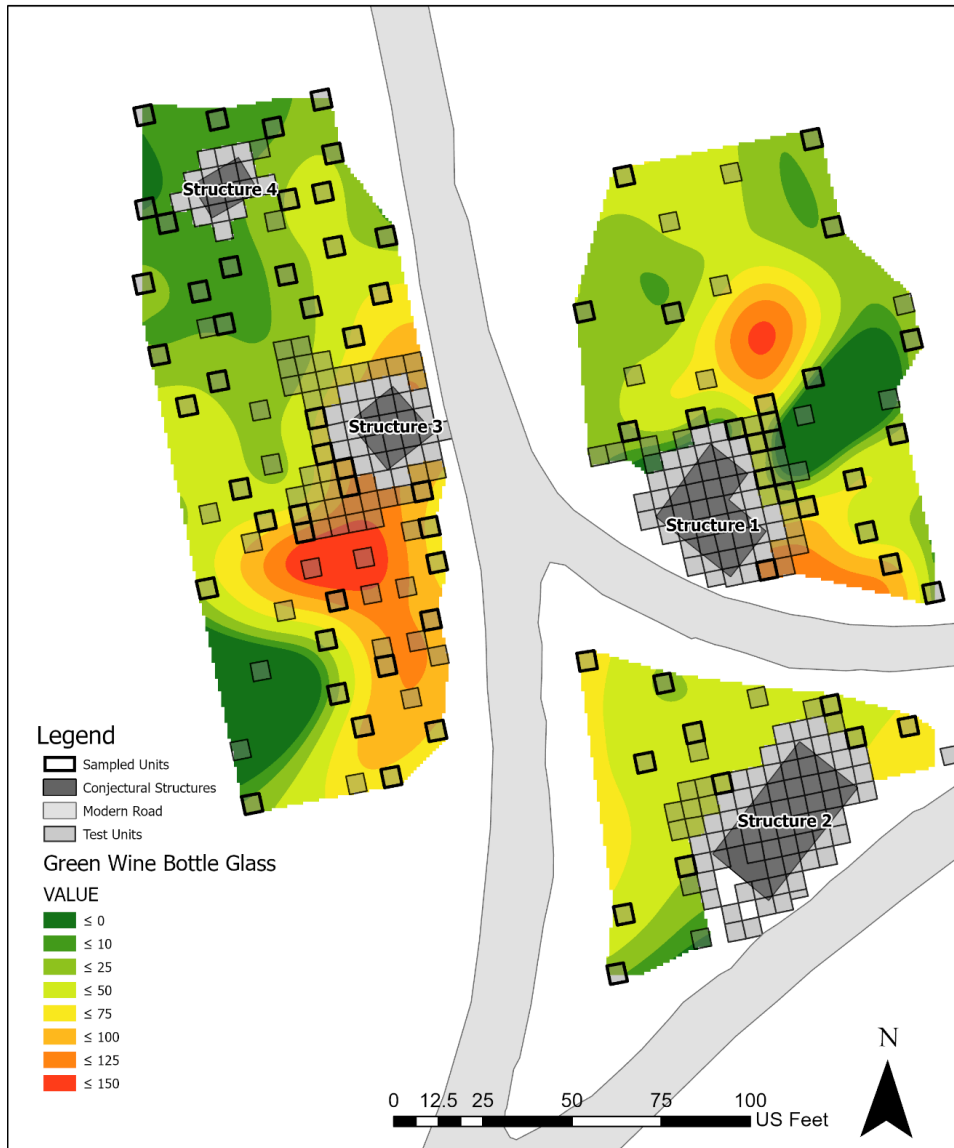 Structure 4
Structure 3
Structure 1
Structure 2
Legend
Sampled Units
Conjectural Structures
Modern Road
Test Units
Green Wine Bottle Glass
VALUE
≤ 0
≤ 10
≤ 25
≤ 50
≤ 75
≤ 100
≤ 125
≤ 150
N
0 12.5 25 50 75 100
US Feet